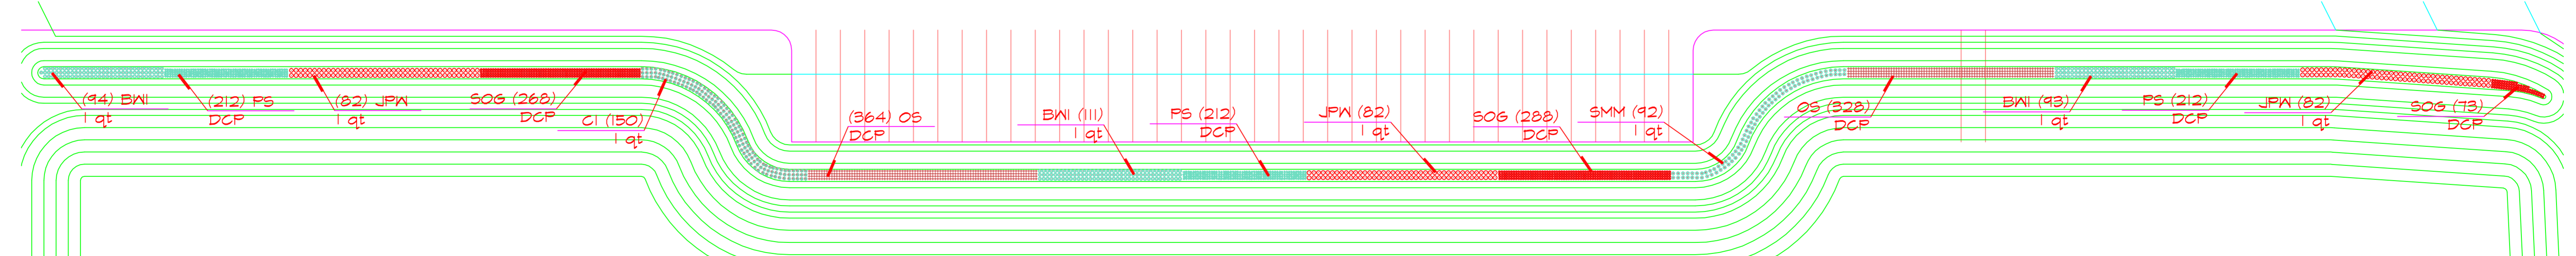 (94) BWI
1 qt
(212) PS
DCP
(82) JPW
1 qt
SOG (268)
DCP
CI (150)
1 qt
(364) OS
DCP
BWI (111)
1 qt
PS (212)
DCP
JPW (82)
1 qt
SOG (288)
DCP
SMM (92)
1 qt
OS (328)
DCP
BWI (93)
1 qt
PS (212)
DCP
JPW (82)
1 qt
SOG (73)
DCP